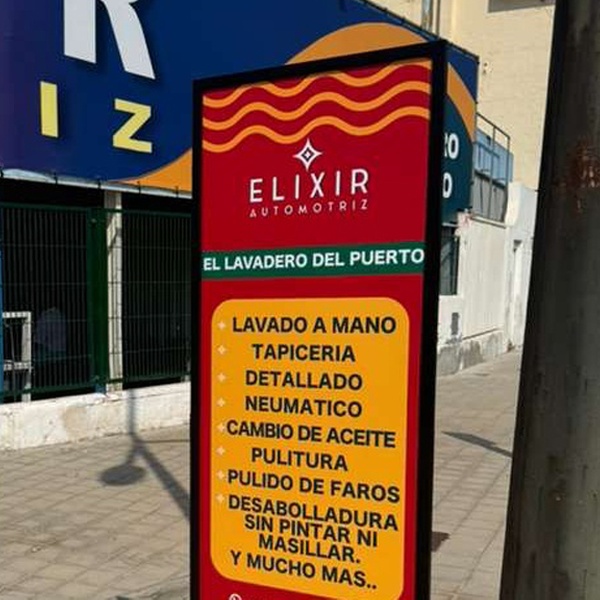 R
I Z
RO
O
ELIXIR
AUTOMOTRIZ
EL LAVADERO DEL PUERTO
LAVADO A MANO
TAPICERIA
DETALLADO
NEUMATICO
CAMBIO DE ACEITE
PULITURA
PULIDO DE FAROS
DESABOLLADURA
SIN PINTAR NI
MASILLAR.
Y MUCHO MAS..